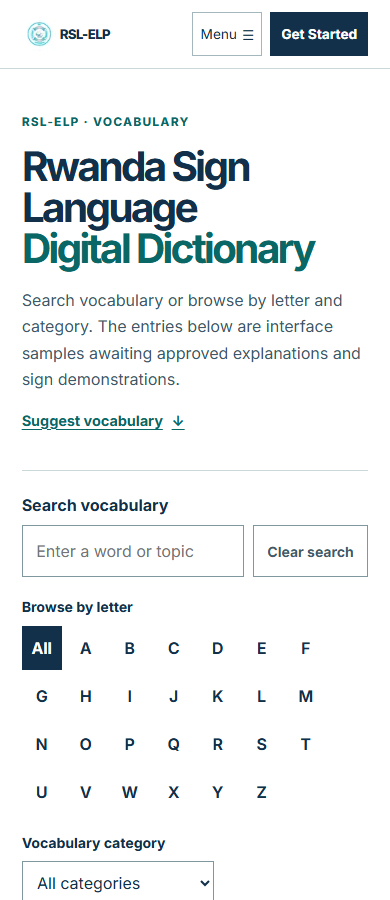 RSL-ELP
Menu ☰
Get Started
RSL-ELP · VOCABULARY
Rwanda Sign
Language
Digital Dictionary
Search vocabulary or browse by letter and
category. The entries below are interface
samples awaiting approved explanations and
sign demonstrations.
Suggest vocabulary ↓
Search vocabulary
Enter a word or topic
Clear search
Browse by letter
All A B C D E F
G H I J K L M
N O P Q R S T
U V W X Y Z
Vocabulary category
All categories